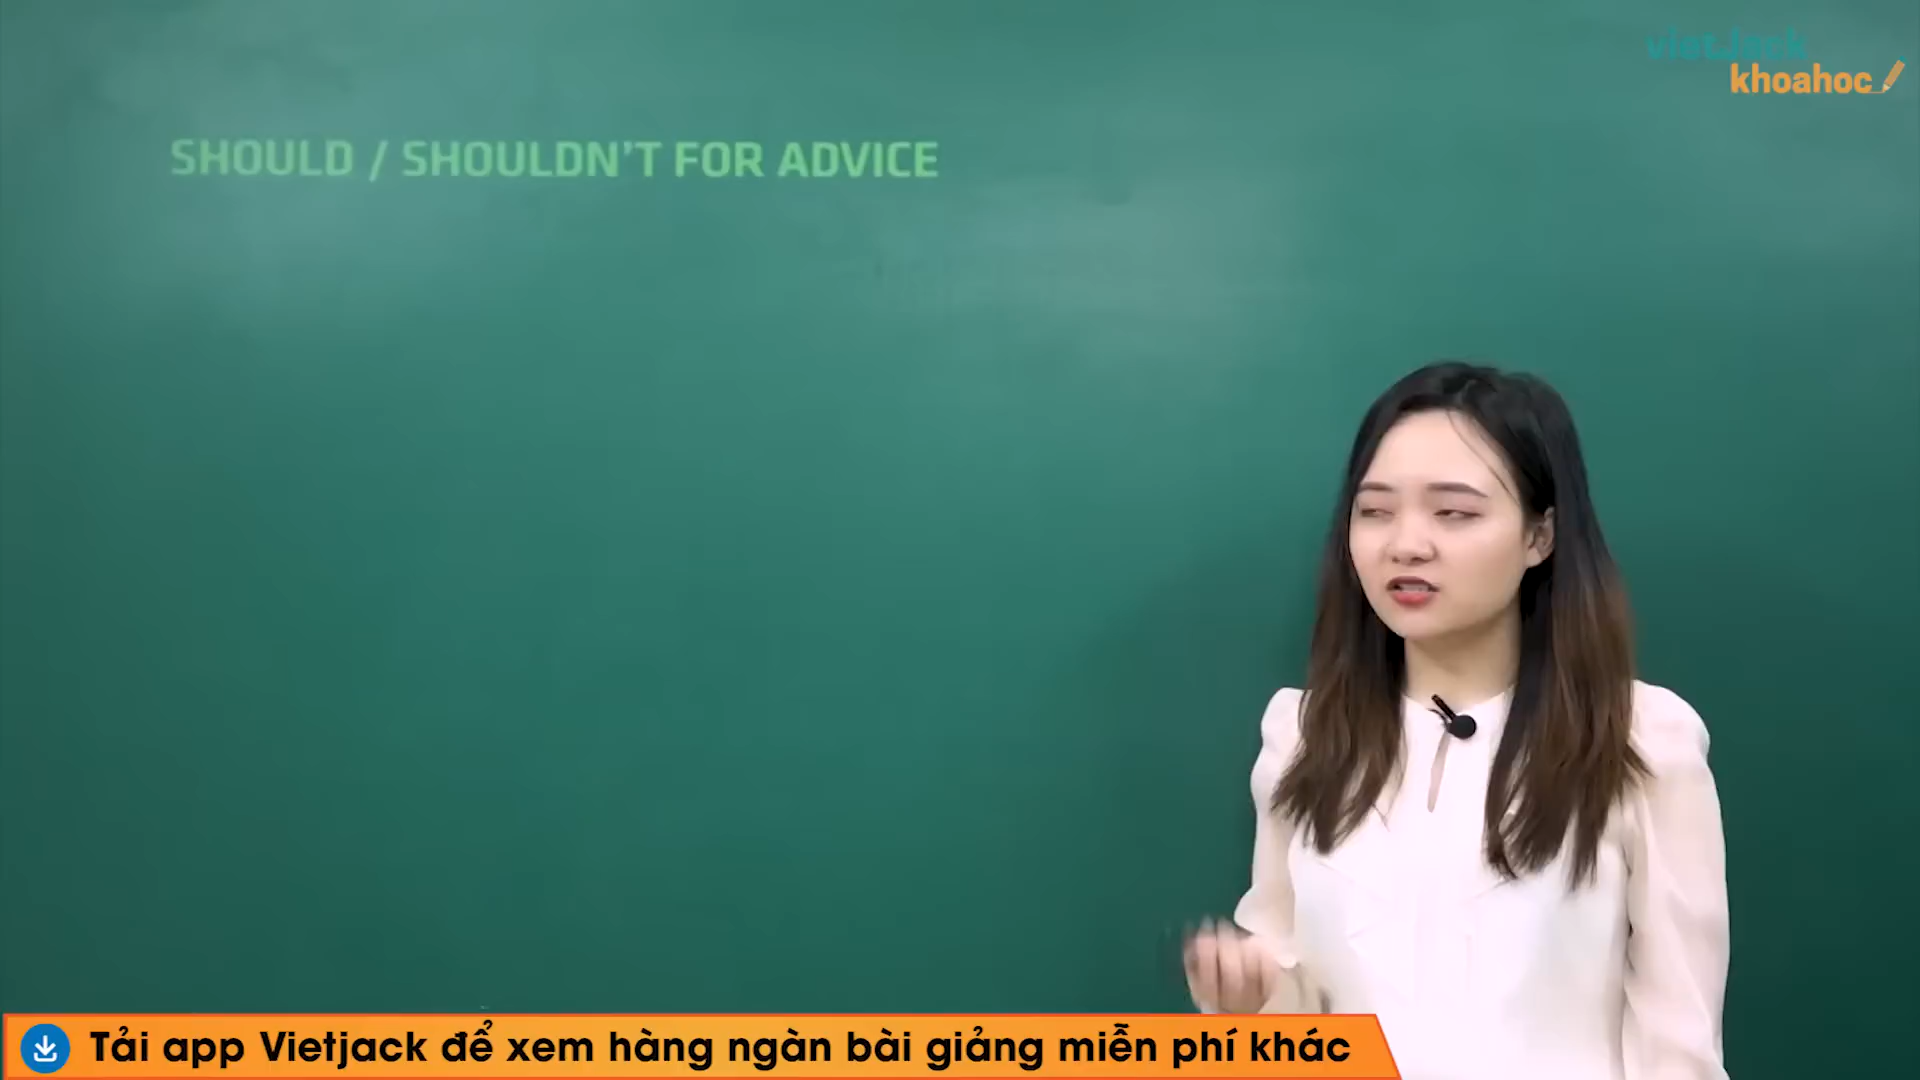 vietJack
khoahoc
SHOULD / SHOULDN'T FOR ADVICE
Tải app Vietjack để xem hàng ngàn bài giảng miễn phí khác